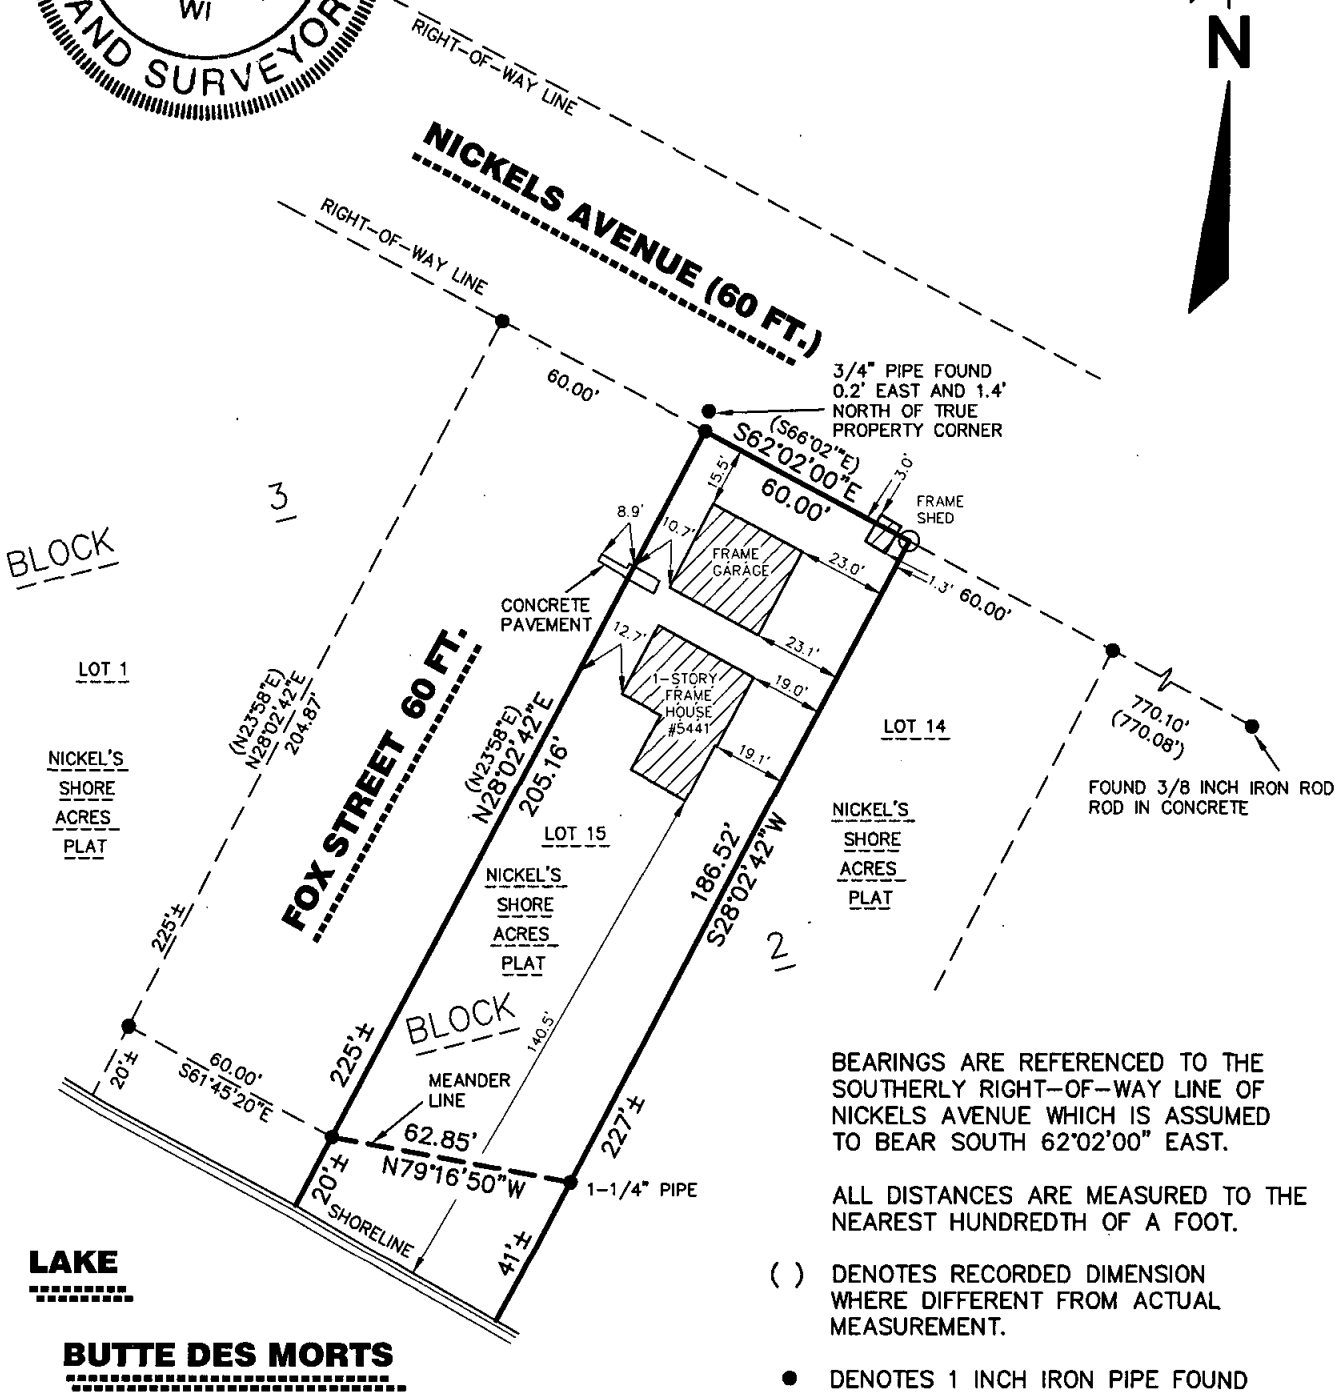 WI
AND SURVEYOR
N
RIGHT-OF-WAY LINE
NICKELS AVENUE (60 FT.)
RIGHT-OF-WAY LINE
60.00'
3/4" PIPE FOUND
0.2' EAST AND 1.4'
NORTH OF TRUE
PROPERTY CORNER
(S66°02'"E)
S62°02'00"E
60.00'
3.0'
15.5'
FRAME
SHED
3
BLOCK
8.9'
10.7'
FRAME
GARAGE
23.0'
1.3'
60.00'
CONCRETE
PAVEMENT
12.7'
23.1'
1-STORY
FRAME
HOUSE
#5441
19.0'
19.1'
LOT 1
NICKEL'S
SHORE
ACRES
PLAT
(N23°58"E)
N28°02'42"E
204.87'
FOX STREET 60 FT.
(N23°58"E)
N28°02'42"E
205.16'
LOT 15
NICKEL'S
SHORE
ACRES
PLAT
186.52'
S28°02'42"W
LOT 14
NICKEL'S
SHORE
ACRES
PLAT
770.10'
(770.08')
FOUND 3/8 INCH IRON ROD
ROD IN CONCRETE
2
225'±
BLOCK
140.5'
225'±
20'±
60.00'
S61°45'20"E
MEANDER
LINE
62.85'
N79°16'50"W
227'±
1-1/4" PIPE
20'±
SHORELINE
41'±
LAKE
BUTTE DES MORTS
BEARINGS ARE REFERENCED TO THE
SOUTHERLY RIGHT-OF-WAY LINE OF
NICKELS AVENUE WHICH IS ASSUMED
TO BEAR SOUTH 62°02'00" EAST.
ALL DISTANCES ARE MEASURED TO THE
NEAREST HUNDREDTH OF A FOOT.
( ) DENOTES RECORDED DIMENSION
WHERE DIFFERENT FROM ACTUAL
MEASUREMENT.
● DENOTES 1 INCH IRON PIPE FOUND